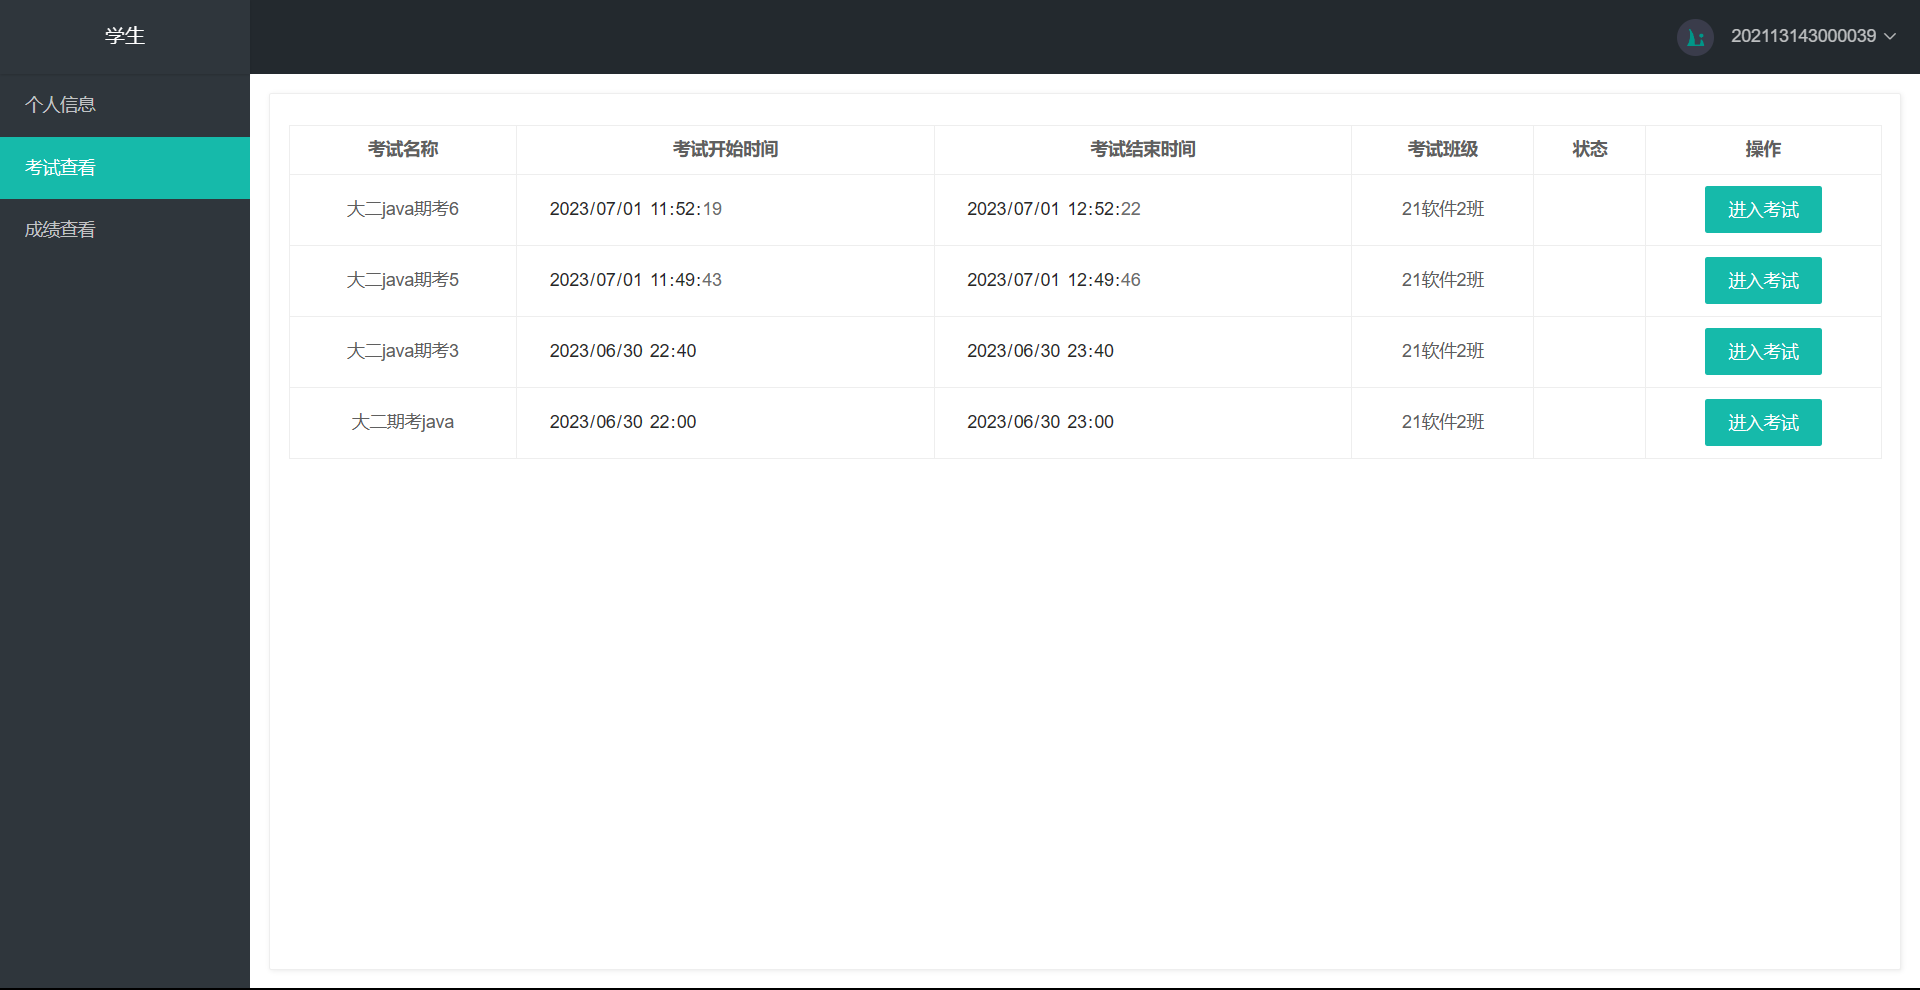 学生
202113143000039
个人信息
考试查看
成绩查看
考试名称 考试开始时间 考试结束时间 考试班级 状态 操作
大二java期考6 2023/07/01 11:52:19 2023/07/01 12:52:22 21软件2班 进入考试
大二java期考5 2023/07/01 11:49:43 2023/07/01 12:49:46 21软件2班 进入考试
大二java期考3 2023/06/30 22:40 2023/06/30 23:40 21软件2班 进入考试
大二期考java 2023/06/30 22:00 2023/06/30 23:00 21软件2班 进入考试